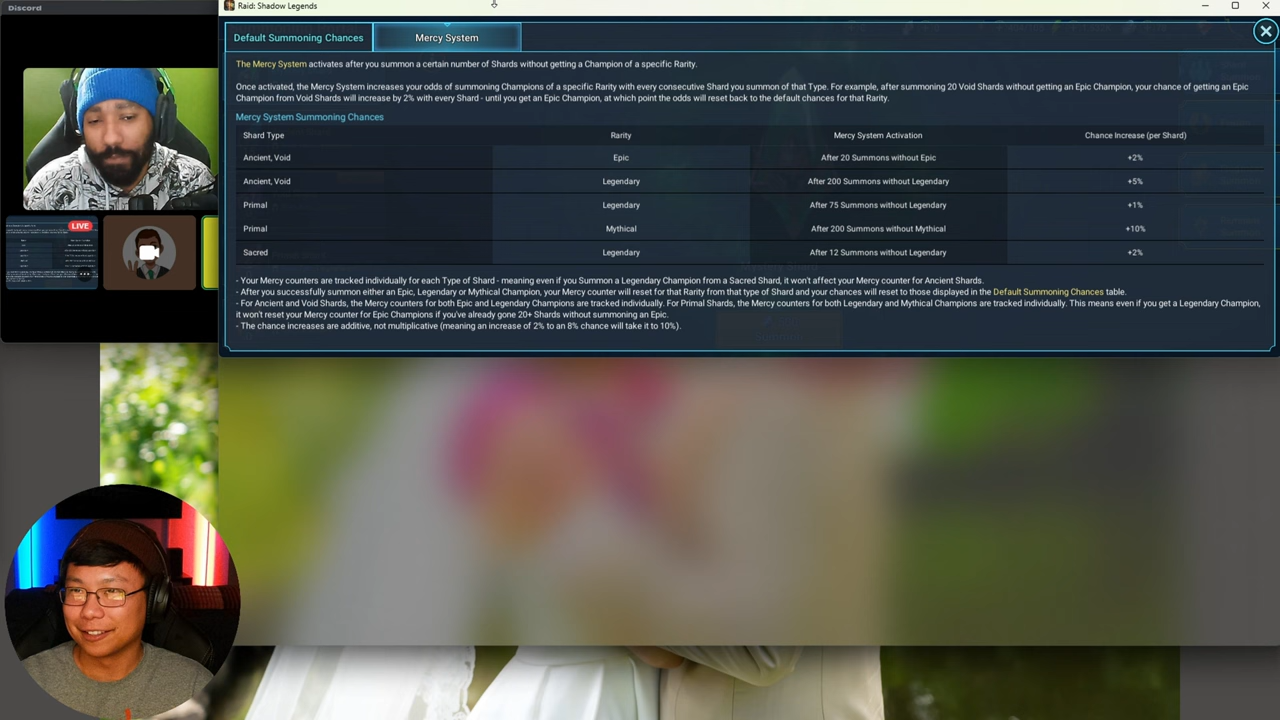 Discord
Raid: Shadow Legends
Default Summoning Chances
Mercy System
The Mercy System activates after you summon a certain number of Shards without getting a Champion of a specific Rarity.
Once activated, the Mercy System increases your odds of summoning Champions of a specific Rarity with every consecutive Shard you summon of that Type. For example, after summoning 20 Void Shards without getting an Epic Champion, your chance of getting an Epic
Champion from Void Shards will increase by 2% with every Shard - until you get an Epic Champion, at which point the odds will reset back to the default chances for that Rarity.
Mercy System Summoning Chances
Shard Type Rarity Mercy System Activation Chance Increase (per Shard)
Ancient, Void Epic After 20 Summons without Epic +2%
Ancient, Void Legendary After 200 Summons without Legendary +5%
Primal Legendary After 75 Summons without Legendary +1%
Primal Mythical After 200 Summons without Mythical +10%
Sacred Legendary After 12 Summons without Legendary +2%
- Your Mercy counters are tracked individually for each Type of Shard - meaning even if you Summon a Legendary Champion from a Sacred Shard, it won't affect your Mercy counter for Ancient Shards.
- After you successfully summon either an Epic, Legendary or Mythical Champion, your Mercy counter will reset for that Rarity from that type of Shard and your chances will reset to those displayed in the Default Summoning Chances table.
- For Ancient and Void Shards, the Mercy counters for both Epic and Legendary Champions are tracked individually. For Primal Shards, the Mercy counters for both Legendary and Mythical Champions are tracked individually. This means even if you get a Legendary Champion,
it won't reset your Mercy counter for Epic Champions if you've already gone 20+ Shards without summoning an Epic.
- The chance increases are additive, not multiplicative (meaning an increase of 2% to an 8% chance will take it to 10%).
LIVE